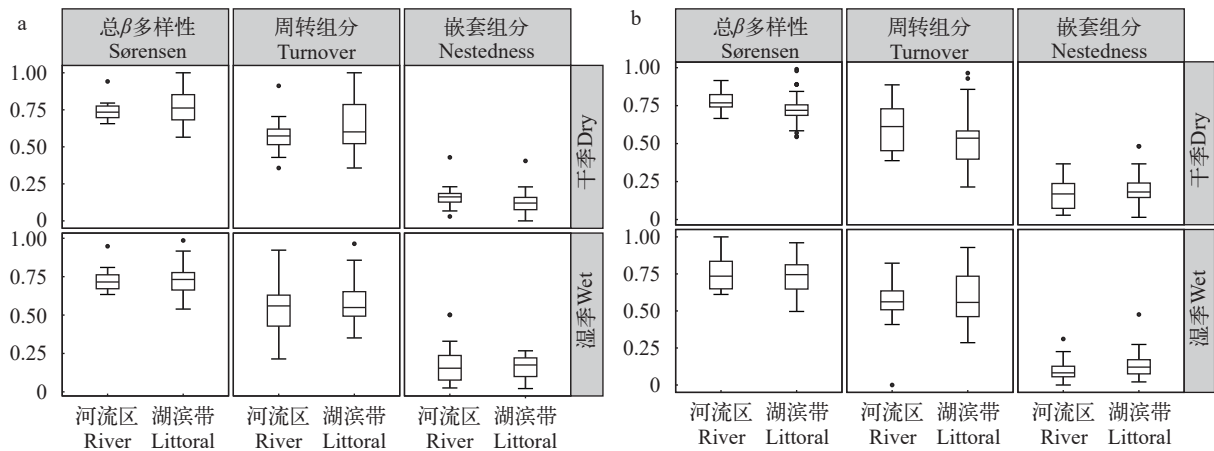 a
总β多样性
Sørensen
周转组分
Turnover
嵌套组分
Nestedness
1.00
0.75
0.50
0.25
0
干季Dry
1.00
0.75
0.50
0.25
0
湿季Wet
河流区
River
湖滨带
Littoral
河流区
River
湖滨带
Littoral
河流区
River
湖滨带
Littoral
b
总β多样性
Sørensen
周转组分
Turnover
嵌套组分
Nestedness
1.00
0.75
0.50
0.25
0
干季Dry
1.00
0.75
0.50
0.25
0
湿季Wet
河流区
River
湖滨带
Littoral
河流区
River
湖滨带
Littoral
河流区
River
湖滨带
Littoral